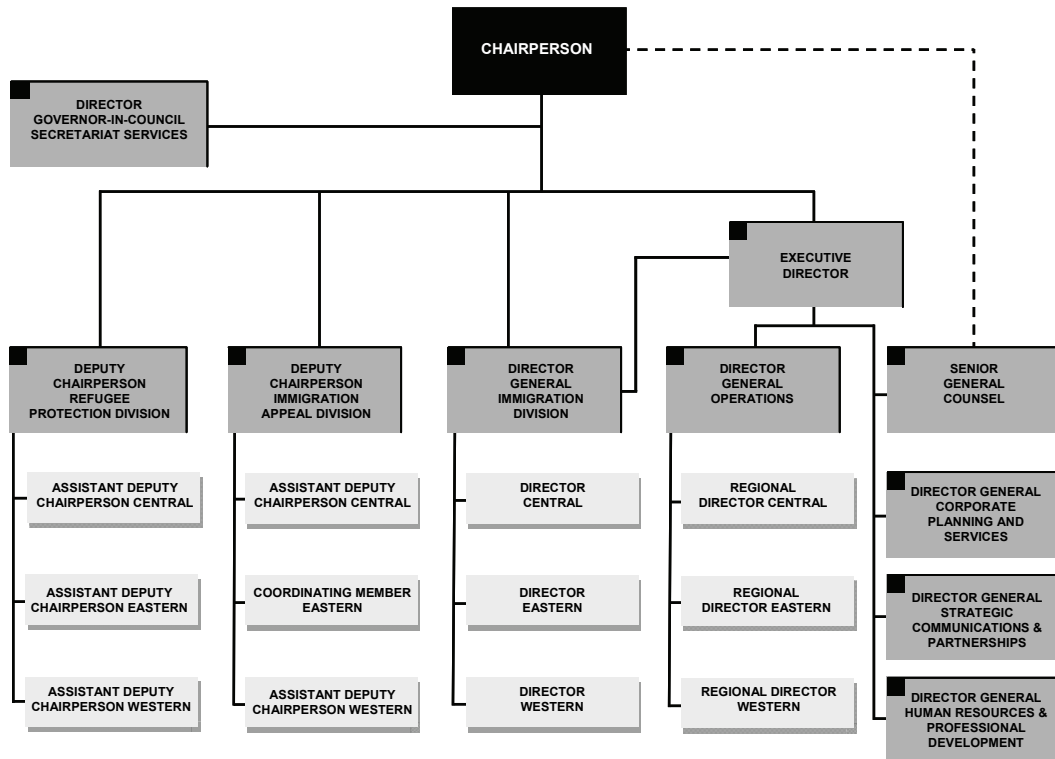 CHAIRPERSON
DIRECTOR
GOVERNOR-IN-COUNCIL
SECRETARIAT SERVICES
EXECUTIVE
DIRECTOR
DEPUTY
CHAIRPERSON
REFUGEE
PROTECTION DIVISION
DEPUTY
CHAIRPERSON
IMMIGRATION
APPEAL DIVISION
DIRECTOR
GENERAL
IMMIGRATION
DIVISION
DIRECTOR
GENERAL
OPERATIONS
SENIOR
GENERAL
COUNSEL
ASSISTANT DEPUTY
CHAIRPERSON CENTRAL
ASSISTANT DEPUTY
CHAIRPERSON CENTRAL
DIRECTOR
CENTRAL
REGIONAL
DIRECTOR CENTRAL
DIRECTOR GENERAL
CORPORATE
PLANNING AND
SERVICES
ASSISTANT DEPUTY
CHAIRPERSON EASTERN
COORDINATING MEMBER
EASTERN
DIRECTOR
EASTERN
REGIONAL
DIRECTOR EASTERN
DIRECTOR GENERAL
STRATEGIC
COMMUNICATIONS &
PARTNERSHIPS
ASSISTANT DEPUTY
CHAIRPERSON WESTERN
ASSISTANT DEPUTY
CHAIRPERSON WESTERN
DIRECTOR
WESTERN
REGIONAL DIRECTOR
WESTERN
DIRECTOR GENERAL
HUMAN RESOURCES &
PROFESSIONAL
DEVELOPMENT